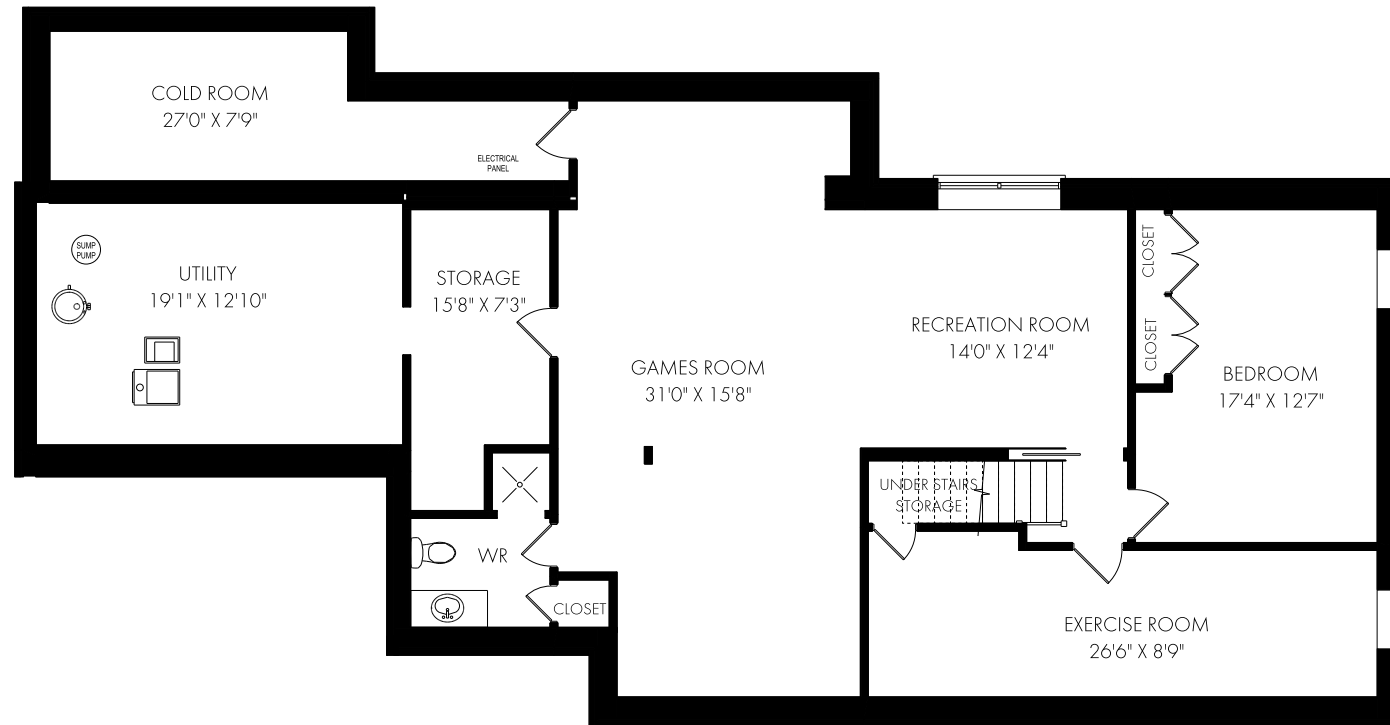 COLD ROOM
27'0" X 7'9"
ELECTRICAL
PANEL
SUMP
PUMP
UTILITY
19'1" X 12'10"
STORAGE
15'8" X 7'3"
GAMES ROOM
31'0" X 15'8"
RECREATION ROOM
14'0" X 12'4"
CLOSET
CLOSET
BEDROOM
17'4" X 12'7"
UNDER STAIRS
STORAGE
WR
CLOSET
EXERCISE ROOM
26'6" X 8'9"